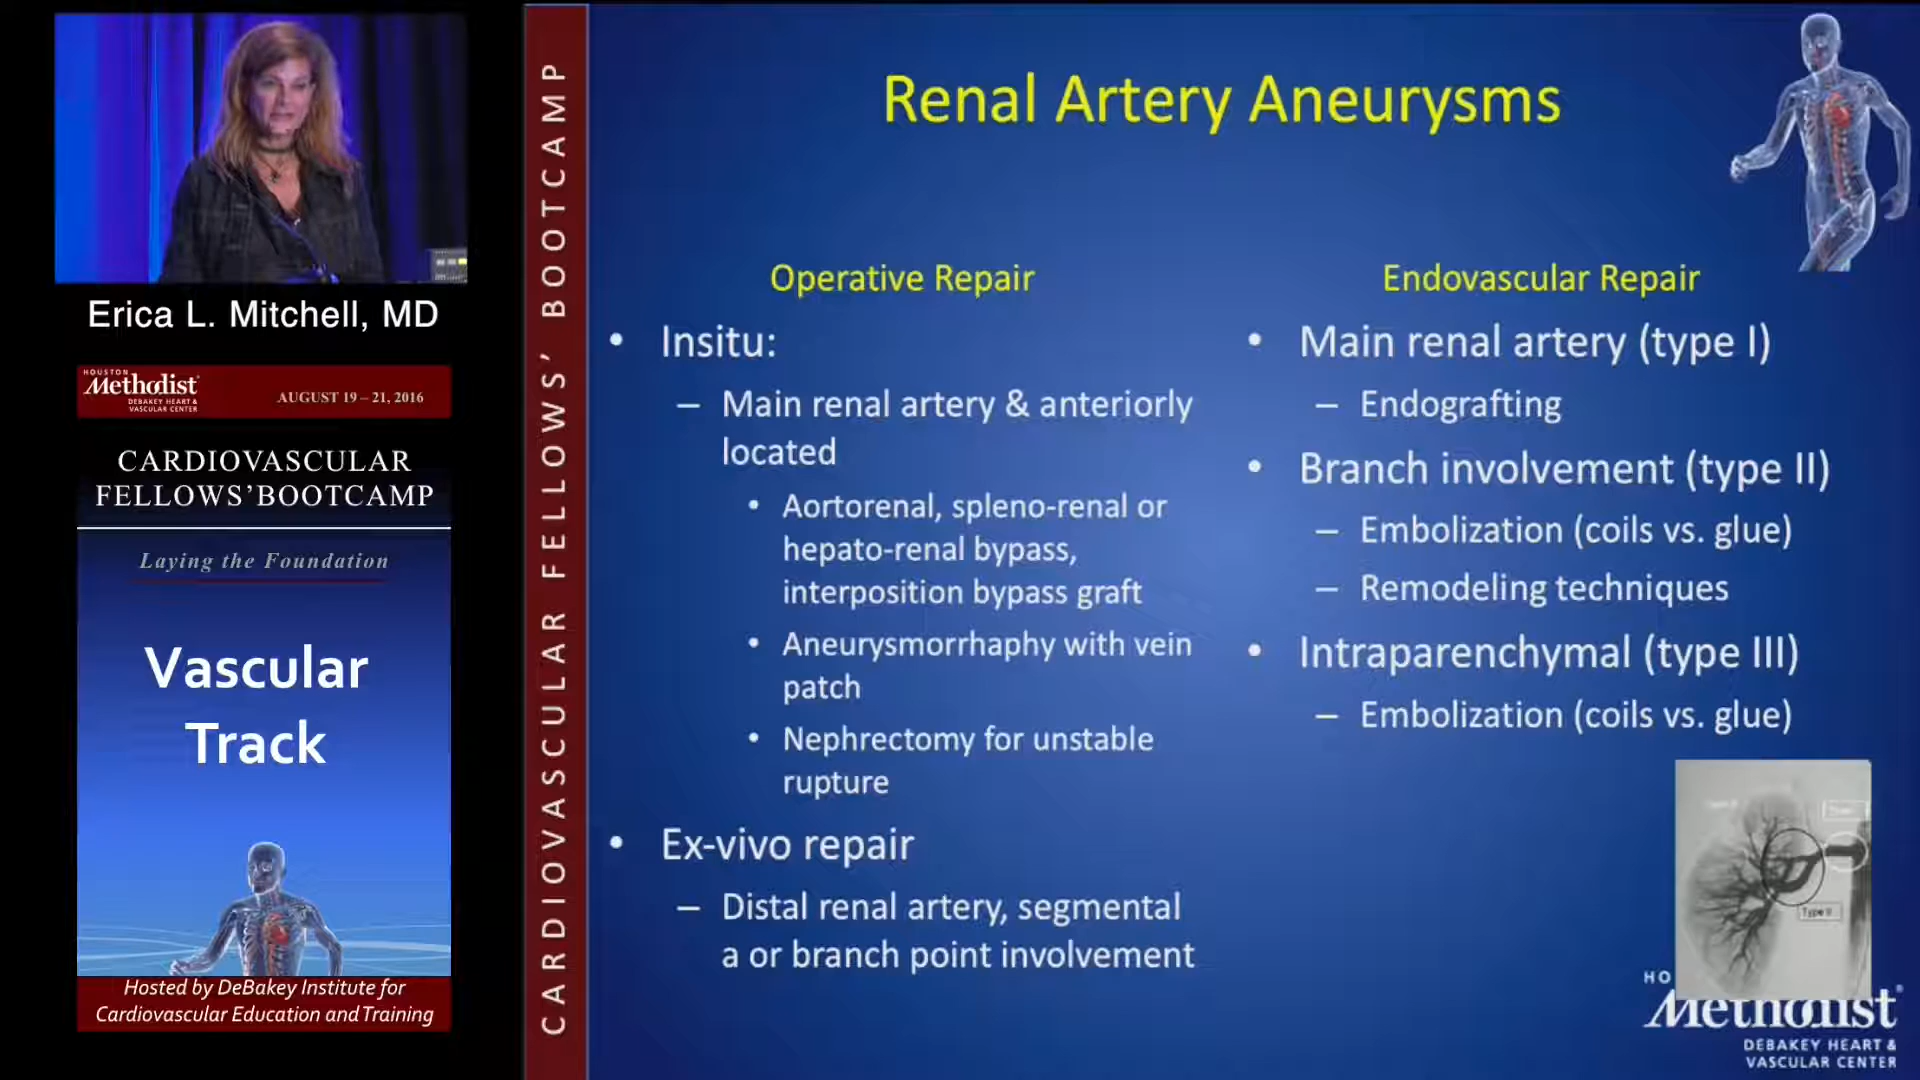 Erica L. Mitchell, MD
HOUSTON
Methodist
DEBAKEY HEART &
VASCULAR CENTER
AUGUST 19 – 21, 2016
CARDIOVASCULAR
FELLOWS'BOOTCAMP
Laying the Foundation
Vascular
Track
Hosted by DeBakey Institute for
Cardiovascular Education and Training
CARDIOVASCULAR FELLOWS' BOOTCAMP
Renal Artery Aneurysms
Operative Repair
• Insitu:
– Main renal artery & anteriorly
located
• Aortorenal, spleno-renal or
hepato-renal bypass,
interposition bypass graft
• Aneurysmorrhaphy with vein
patch
• Nephrectomy for unstable
rupture
• Ex-vivo repair
– Distal renal artery, segmental
a or branch point involvement
Endovascular Repair
• Main renal artery (type I)
– Endografting
• Branch involvement (type II)
– Embolization (coils vs. glue)
– Remodeling techniques
• Intraparenchymal (type III)
– Embolization (coils vs. glue)
Type II
HO
Methodist
DEBAKEY HEART &
VASCULAR CENTER